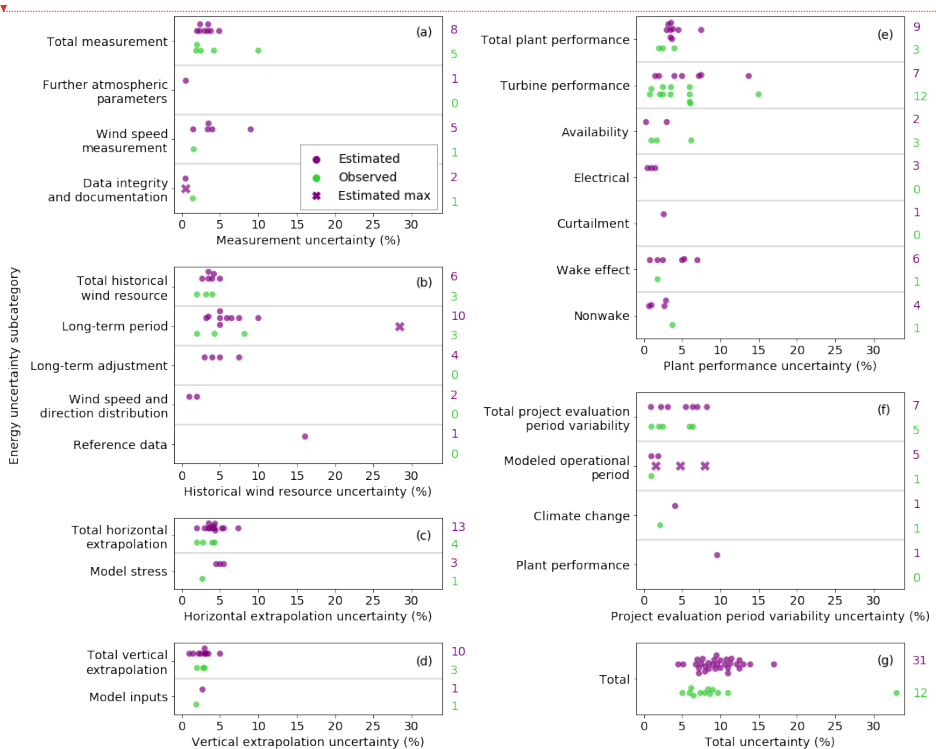 Energy uncertainty subcategory
(a)
Total measurement
8
5
Further atmospheric
parameters
1
0
Wind speed
measurement
5
1
Data integrity
and documentation
2
1
Estimated
Observed
Estimated max
0 5 10 15 20 25 30
Measurement uncertainty (%)
(b)
Total historical
wind resource
6
3
Long-term period
10
3
Long-term adjustment
4
0
Wind speed and
direction distribution
2
0
Reference data
1
0
0 5 10 15 20 25 30
Historical wind resource uncertainty (%)
(c)
Total horizontal
extrapolation
13
4
Model stress
3
1
0 5 10 15 20 25 30
Horizontal extrapolation uncertainty (%)
(d)
Total vertical
extrapolation
10
3
Model inputs
1
1
0 5 10 15 20 25 30
Vertical extrapolation uncertainty (%)
(e)
Total plant performance
9
3
Turbine performance
7
12
Availability
2
3
Electrical
3
0
Curtailment
1
0
Wake effect
6
1
Nonwake
4
1
0 5 10 15 20 25 30
Plant performance uncertainty (%)
(f)
Total project evaluation
period variability
7
5
Modeled operational
period
5
1
Climate change
1
1
Plant performance
1
0
0 5 10 15 20 25 30
Project evaluation period variability uncertainty (%)
(g)
Total
31
12
0 5 10 15 20 25 30
Total uncertainty (%)